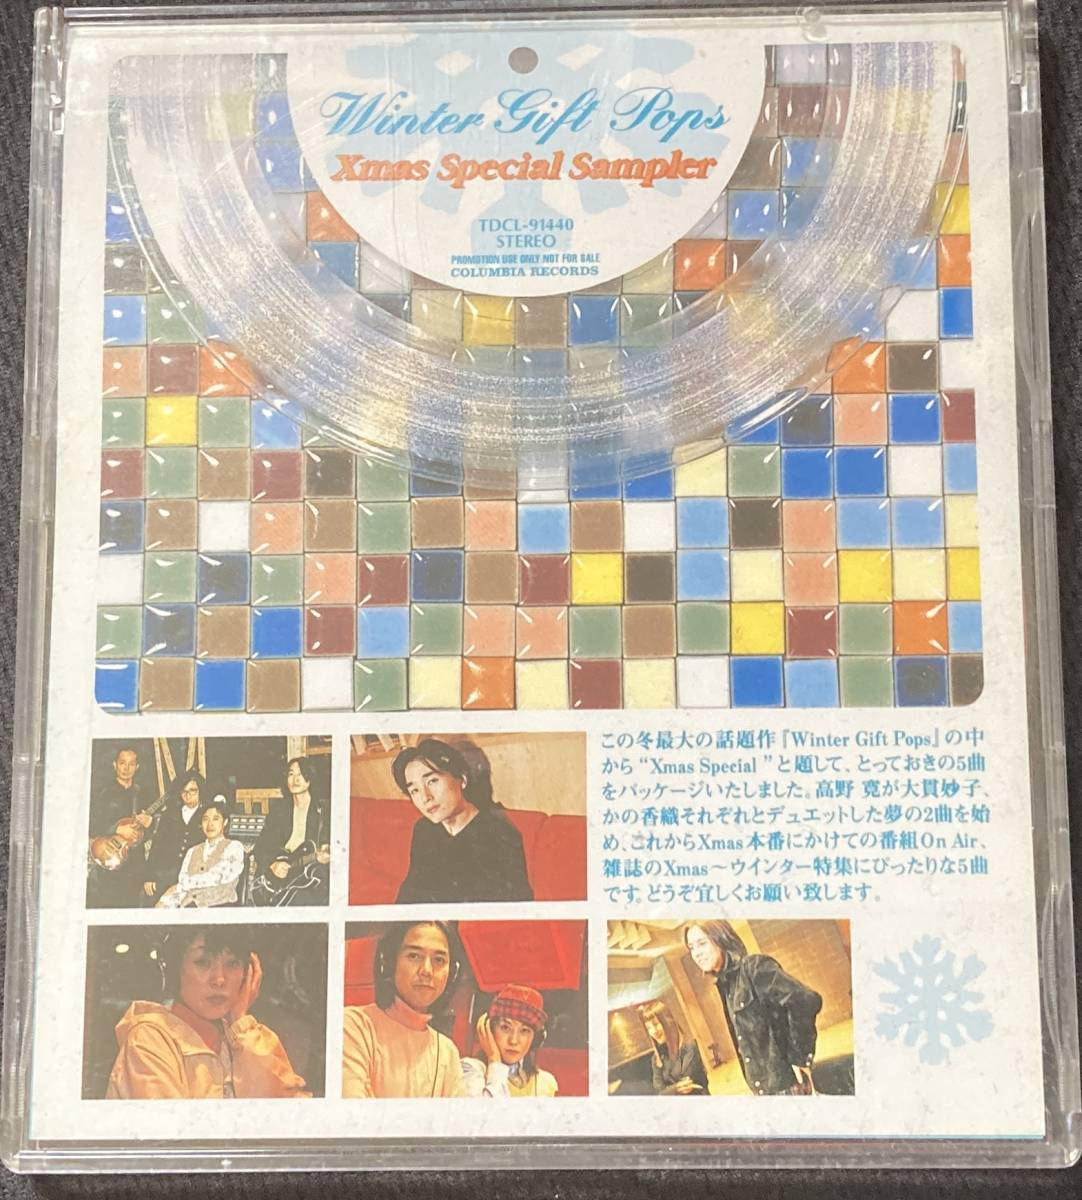 Winter Gift Pops
Xmas Special Sampler
TDCL-91440
STEREO
PROMOTION USE ONLY NOT FOR SALE
COLUMBIA RECORDS
この冬最大の話題作『Winter Gift Pops』の中
から“Xmas Special”と題して、とっておきの5曲
をパッケージいたしました。高野 寛が大貫妙子、
かの香織それぞれとデュエットした夢の2曲を始
め、これからXmas本番にかけての番組On Air、
雑誌のXmas〜ウインター特集にぴったりな5曲
です。どうぞ宜しくお願い致します。